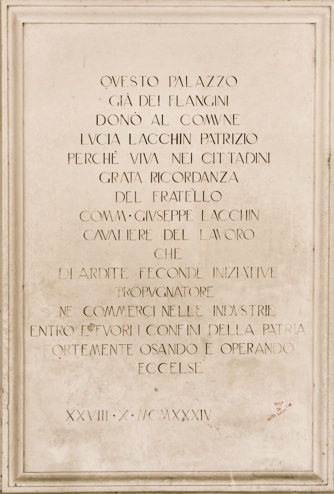 QVESTO PALAZZO
GIÀ DEI FLANGINI
DONÒ AL COMVNE
LVCIA LACCHIN PATRIZIO
PERCHÈ VIVA NEI CITTADINI
GRATA RICORDANZA
DEL FRATELLO
COMM·GIVSEPPE LACCHIN
CAVALIERE DEL LAVORO
CHE
DI ARDITE FECONDE INIZIATIVE
PROPVGNATORE
NE COMMERCI NELLE INDVSTRIE
ENTRO E FVORI I CONFINI DELLA PATRIA
FORTEMENTE OSANDO E OPERANDO
ECCELSE
XXVIII·X·MCMXXXIV